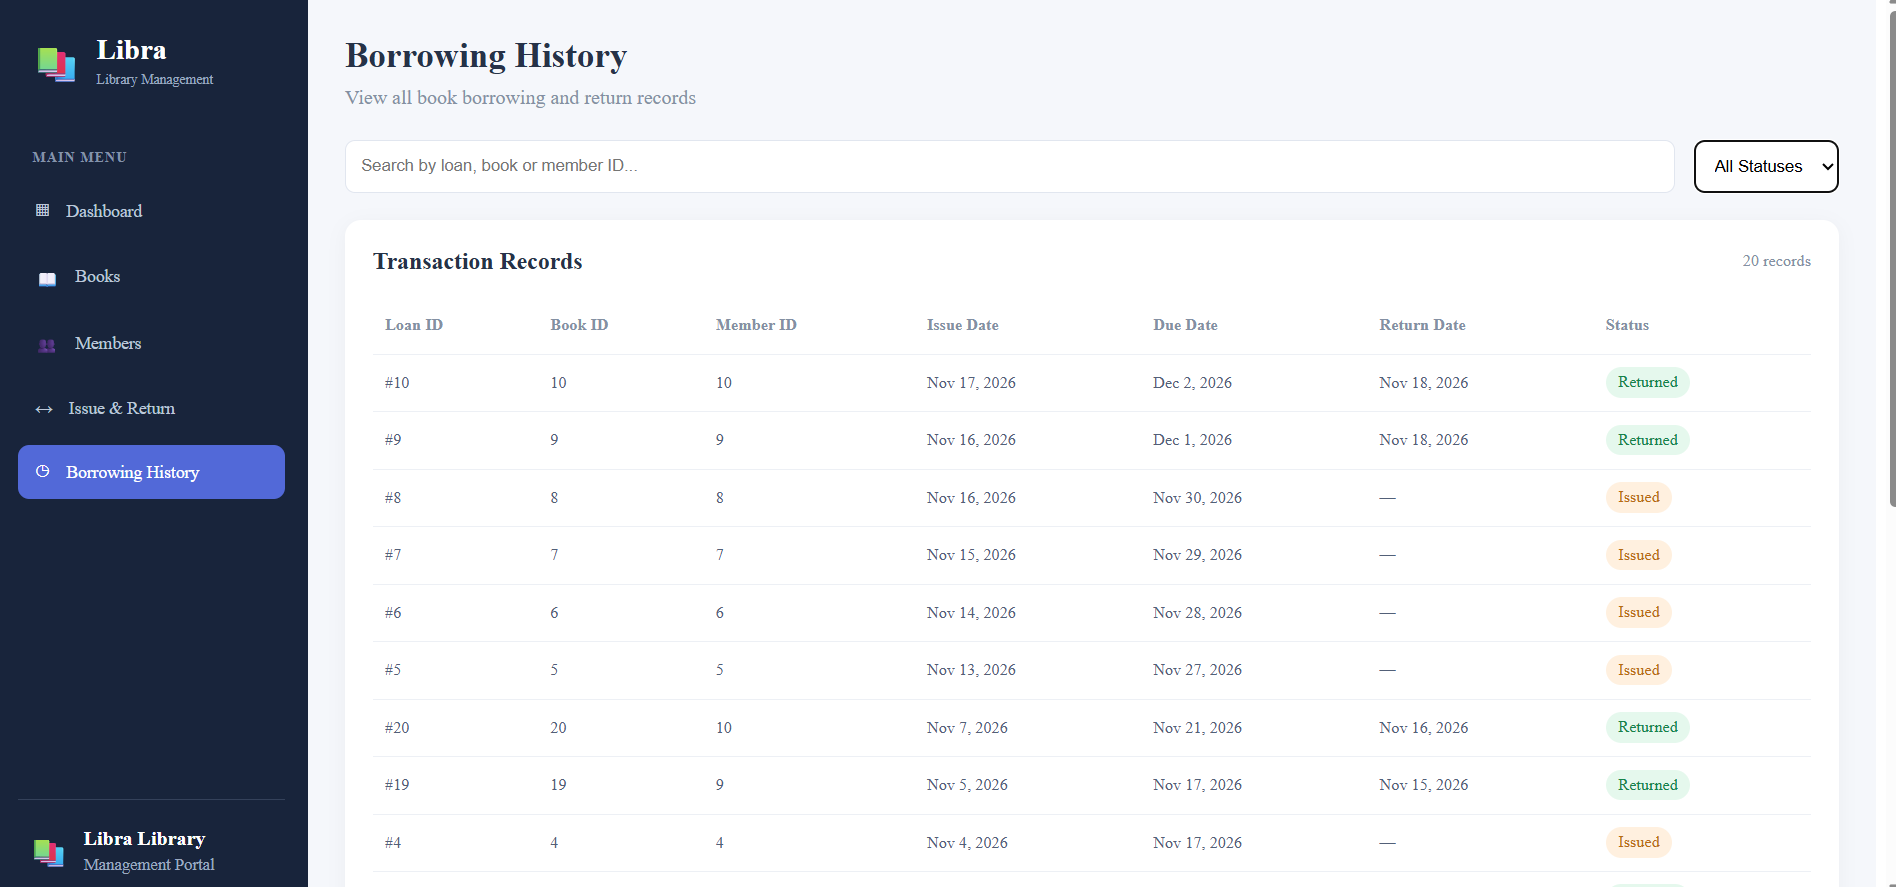 Libra
Library Management
MAIN MENU
Dashboard
Books
Members
Issue & Return
Borrowing History
Libra Library
Management Portal
Borrowing History
View all book borrowing and return records
Search by loan, book or member ID...
All Statuses
Transaction Records
20 records
Loan ID Book ID Member ID Issue Date Due Date Return Date Status
#10 10 10 Nov 17, 2026 Dec 2, 2026 Nov 18, 2026 Returned
#9 9 9 Nov 16, 2026 Dec 1, 2026 Nov 18, 2026 Returned
#8 8 8 Nov 16, 2026 Nov 30, 2026 — Issued
#7 7 7 Nov 15, 2026 Nov 29, 2026 — Issued
#6 6 6 Nov 14, 2026 Nov 28, 2026 — Issued
#5 5 5 Nov 13, 2026 Nov 27, 2026 — Issued
#20 20 10 Nov 7, 2026 Nov 21, 2026 Nov 16, 2026 Returned
#19 19 9 Nov 5, 2026 Nov 17, 2026 Nov 15, 2026 Returned
#4 4 4 Nov 4, 2026 Nov 17, 2026 — Issued